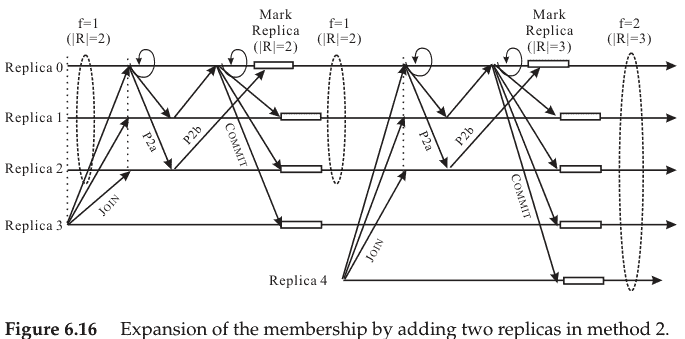 f=1
(|R|=2)
Mark
Replica
(|R|=2)
f=1
(|R|=2)
Mark
Replica
(|R|=3)
f=2
(|R|=3)
Replica 0
Replica 1
P2a
P2b
COMMIT
P2a
P2b
Replica 2
JOIN
COMMIT
Replica 3
JOIN
Replica 4
Figure 6.16 Expansion of the membership by adding two replicas in method 2.